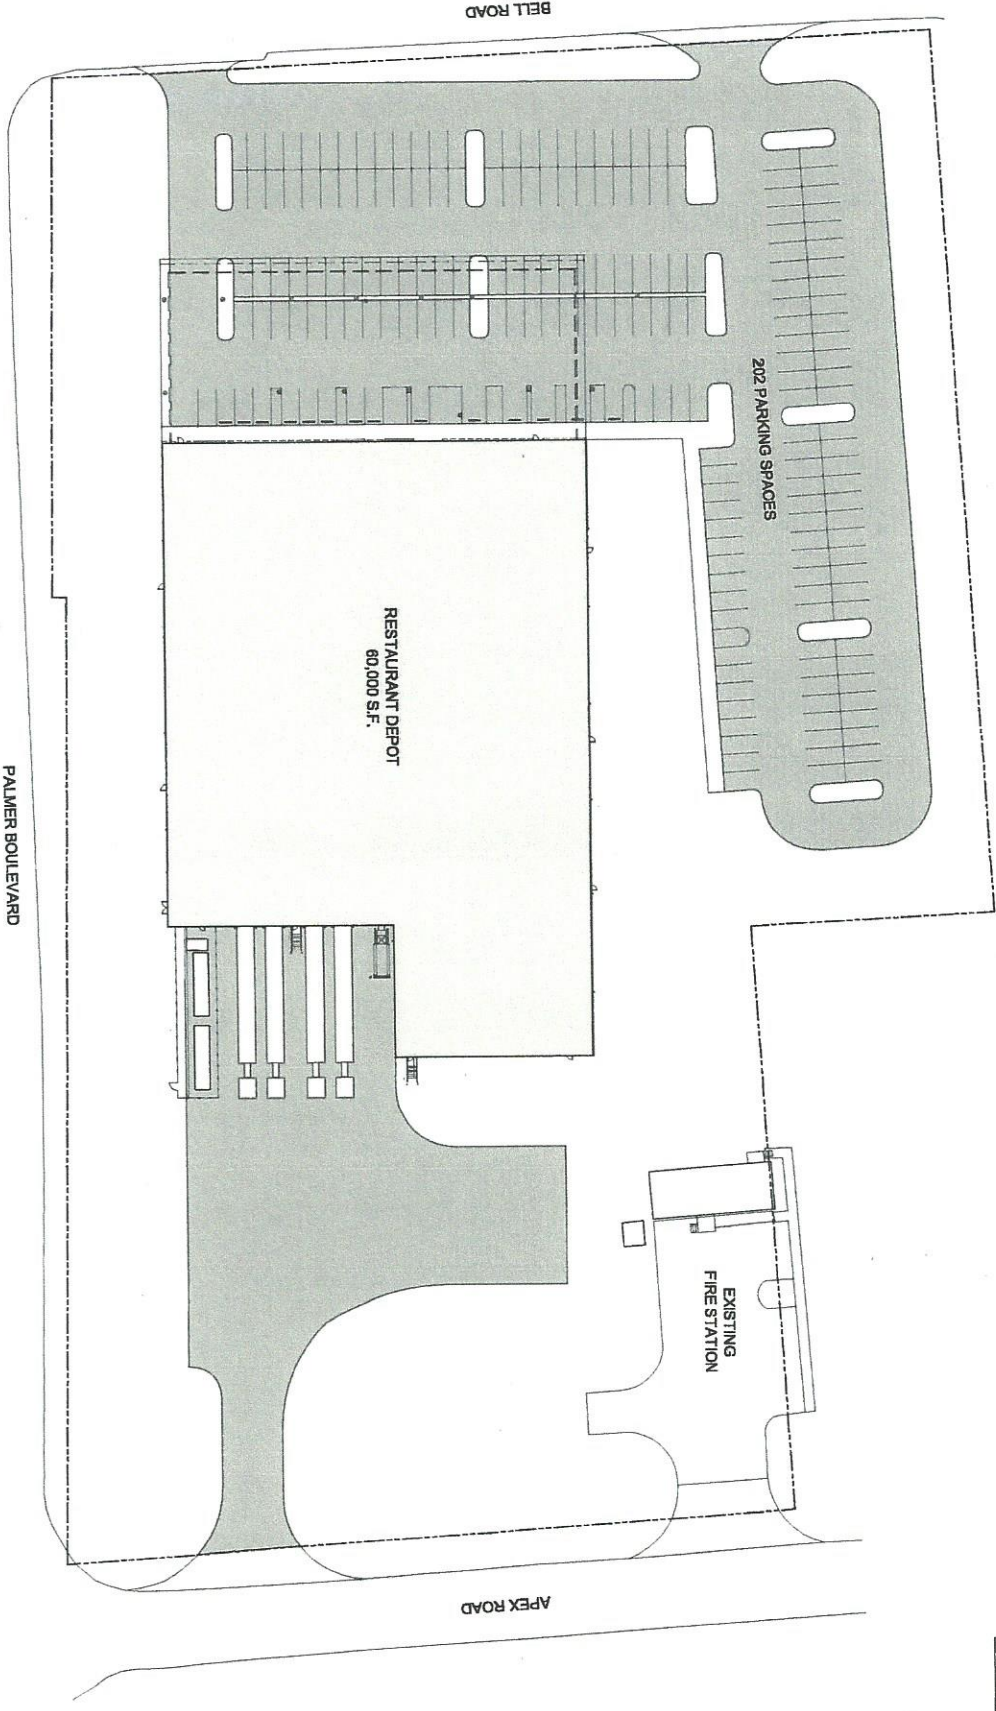 BELL ROAD
202 PARKING SPACES
RESTAURANT DEPOT
60,000 S.F.
PALMER BOULEVARD
EXISTING
FIRE STATION
APEX ROAD